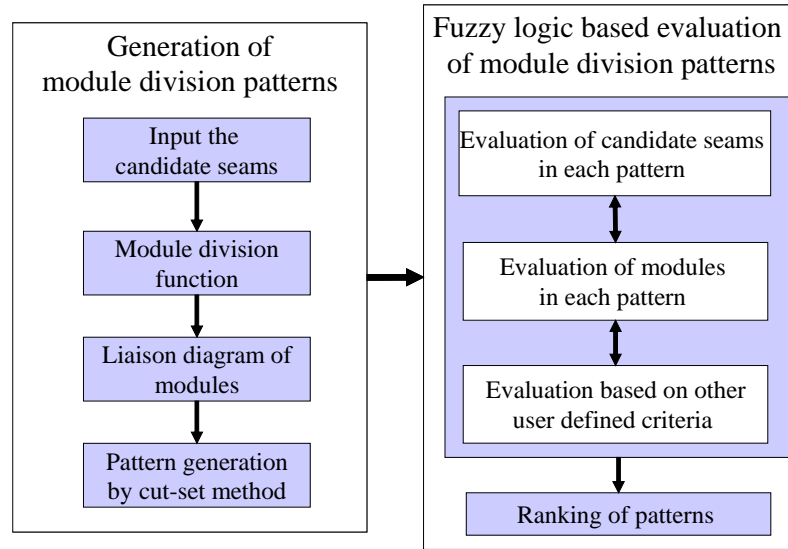 Generation of
module division patterns
Input the
candidate seams
Module division
function
Liaison diagram of
modules
Pattern generation
by cut-set method
Fuzzy logic based evaluation
of module division patterns
Evaluation of candidate seams
in each pattern
Evaluation of modules
in each pattern
Evaluation based on other
user defined criteria
Ranking of patterns